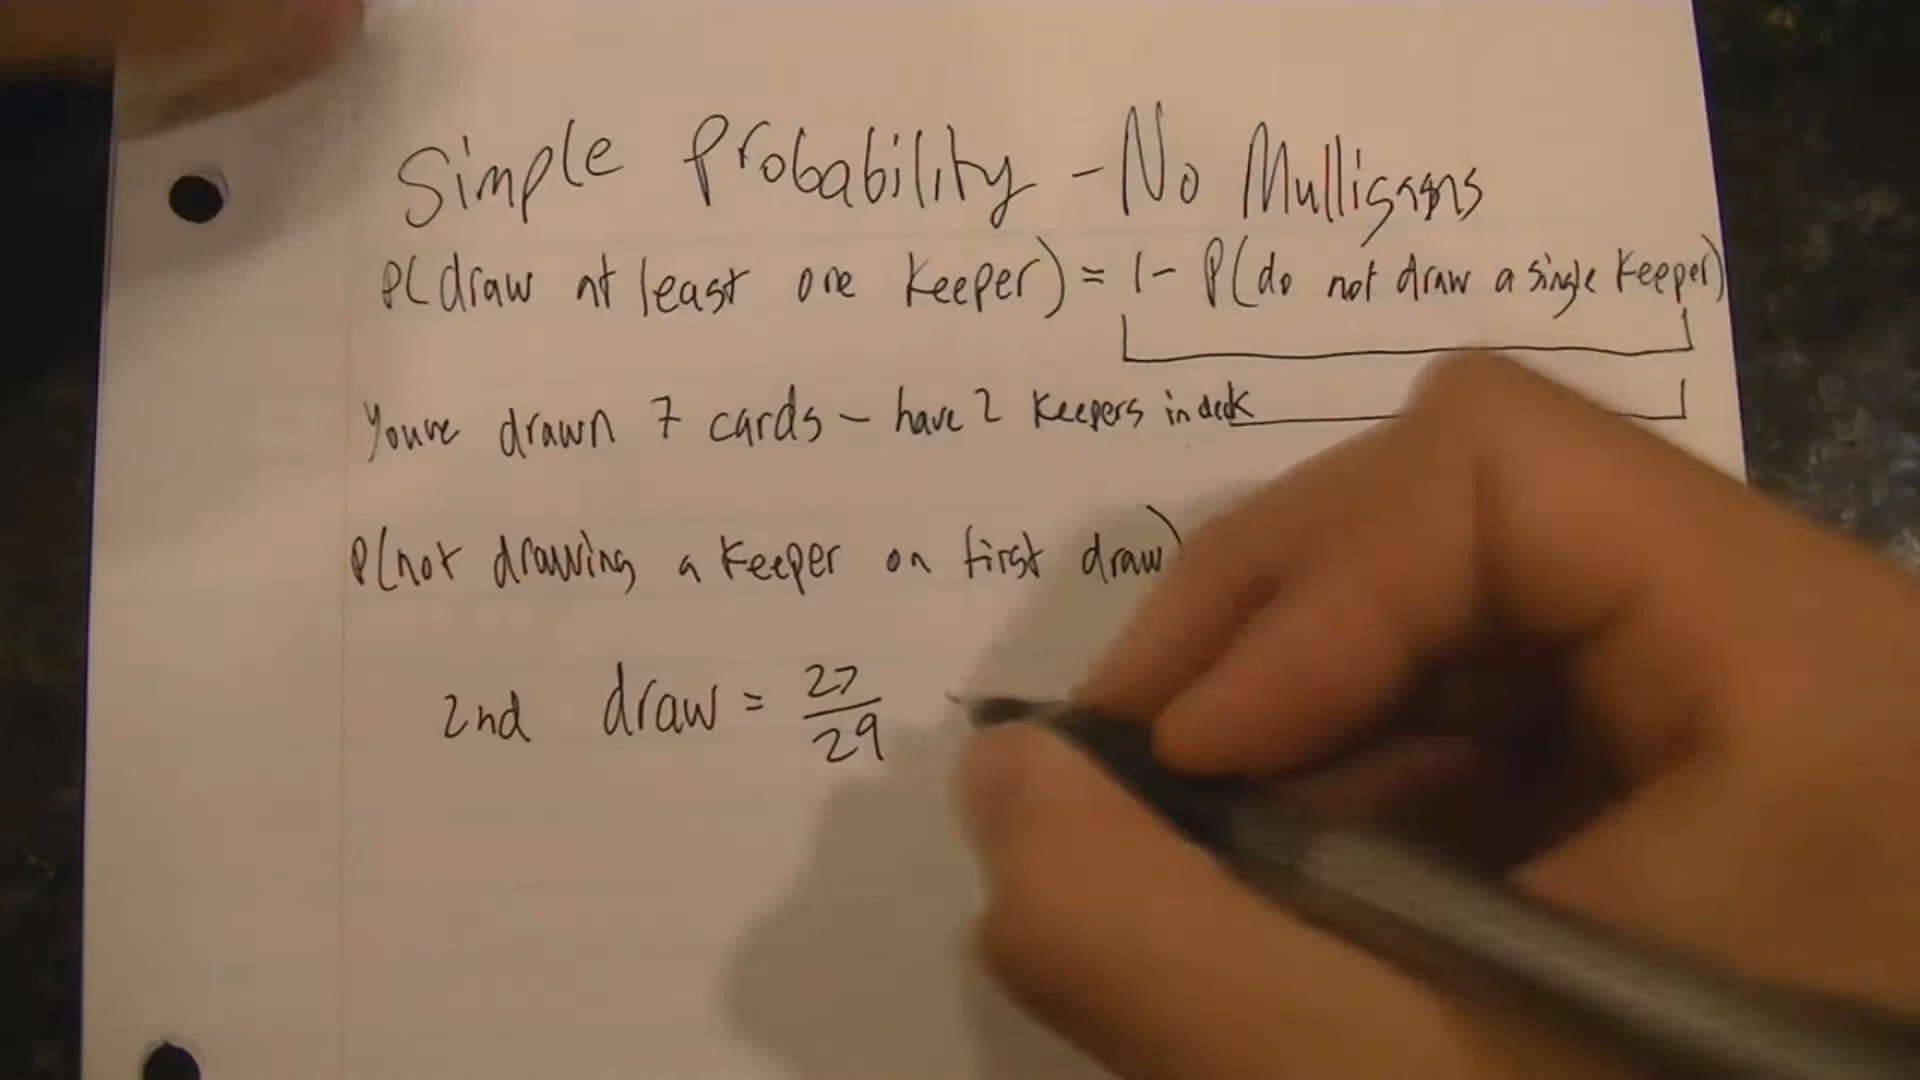 Simple Probability - No Mulligans
P(draw at least one keeper) = 1 - P(do not draw a single keeper)
Youve drawn 7 cards - have 2 keepers in deck
P(not drawing a keeper on first draw)
2nd draw = 27/29